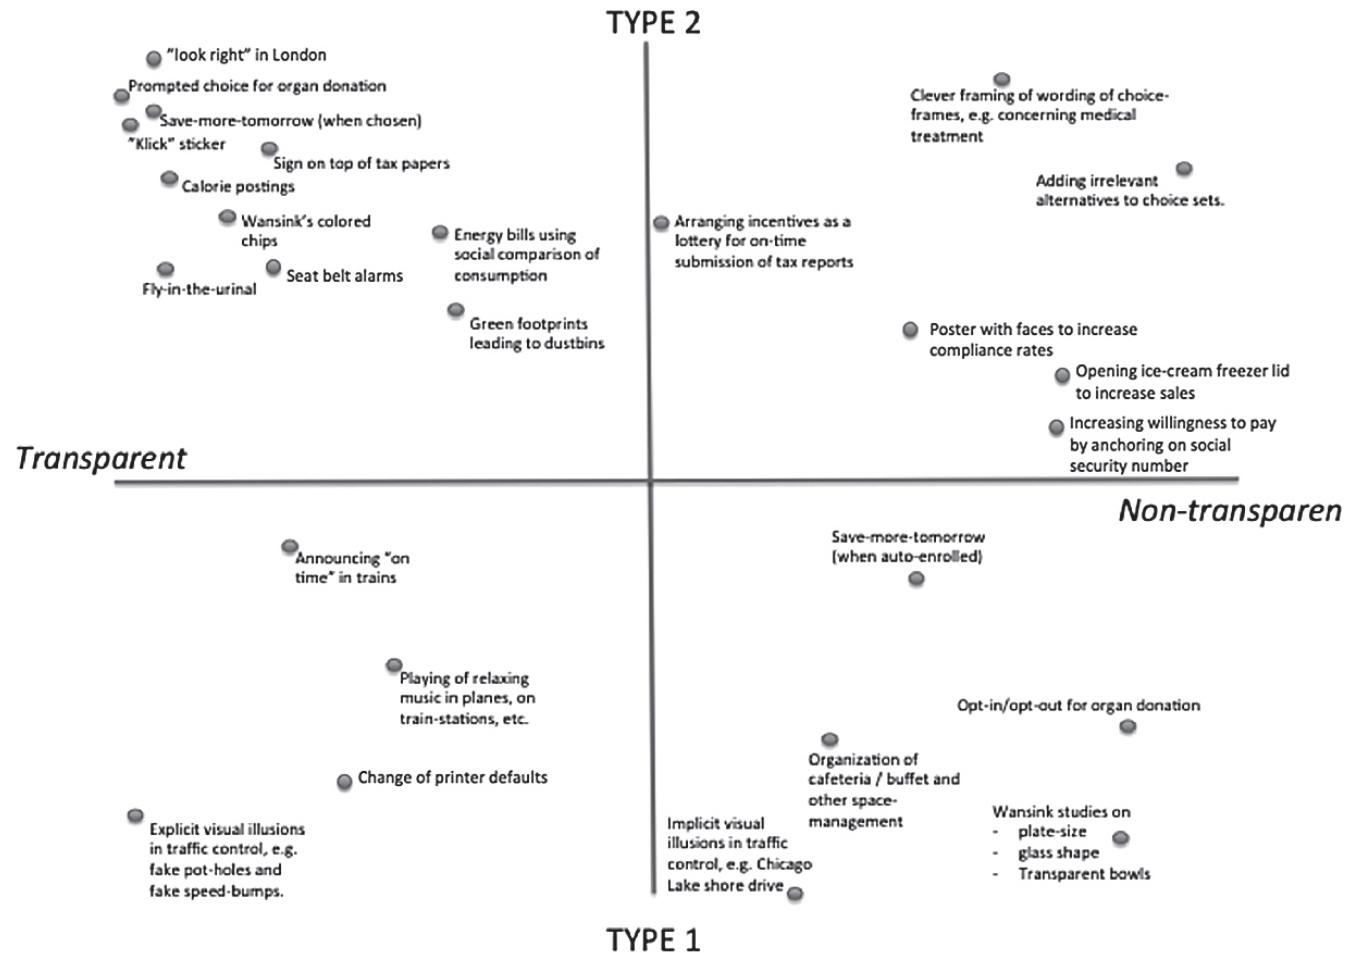 TYPE 2
"look right" in London
Prompted choice for organ donation
Save-more-tomorrow (when chosen)
"Klick" sticker
Sign on top of tax papers
Calorie postings
Wansink's colored
chips
Fly-in-the-urinal
Seat belt alarms
Energy bills using
social comparison of
consumption
Green footprints
leading to dustbins
Clever framing of wording of choice-
frames, e.g. concerning medical
treatment
Adding irrelevant
alternatives to choice sets.
Arranging incentives as a
lottery for on-time
submission of tax reports
Poster with faces to increase
compliance rates
Opening ice-cream freezer lid
to increase sales
Increasing willingness to pay
by anchoring on social
security number
Transparent
Non-transparen
Announcing "on
time" in trains
Playing of relaxing
music in planes, on
train-stations, etc.
Change of printer defaults
Explicit visual illusions
in traffic control, e.g.
fake pot-holes and
fake speed-bumps.
Save-more-tomorrow
(when auto-enrolled)
Opt-in/opt-out for organ donation
Organization of
cafeteria / buffet and
other space-
management
Implicit visual
illusions in traffic
control, e.g. Chicago
Lake shore drive
Wansink studies on
- plate-size
- glass shape
- Transparent bowls
TYPE 1